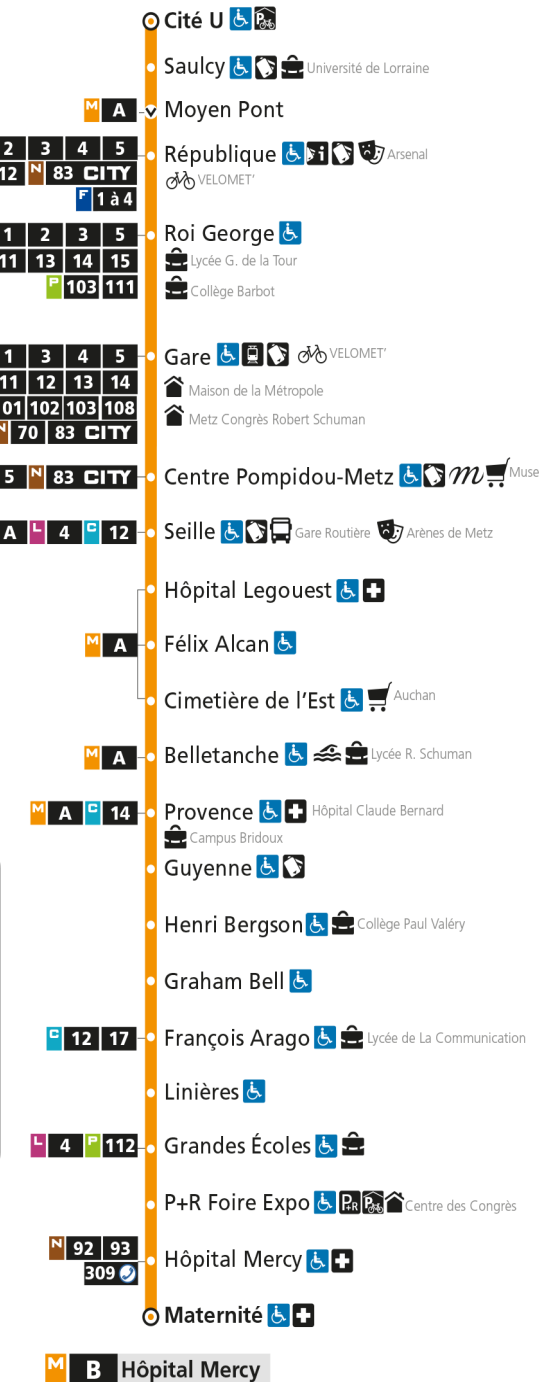 Cité U P
Saulcy Université de Lorraine
M A Moyen Pont
2 3 4 5 République i Arsenal
12 N 83 CITY VELOMET'
F 1 à 4
1 2 3 5 Roi George
11 13 14 15 Lycée G. de la Tour
P 103 111 Collège Barbot
1 3 4 5 Gare VELOMET'
11 12 13 14 Maison de la Métropole
101 102 103 108 Metz Congrès Robert Schuman
N 70 83 CITY
5 N 83 CITY Centre Pompidou-Metz m Muse
A L 4 C 12 Seille Gare Routière Arènes de Metz
Hôpital Legouest
M A Félix Alcan
Cimetière de l'Est Auchan
M A Belletanche Lycée R. Schuman
M A C 14 Provence Hôpital Claude Bernard
Campus Bridoux
Guyenne
Henri Bergson Collège Paul Valéry
Graham Bell
C 12 17 François Arago Lycée de La Communication
Linières
L 4 P 112 Grandes Écoles
P+R Foire Expo P+R P Centre des Congrès
N 92 93 Hôpital Mercy
309
Maternité
M B Hôpital Mercy